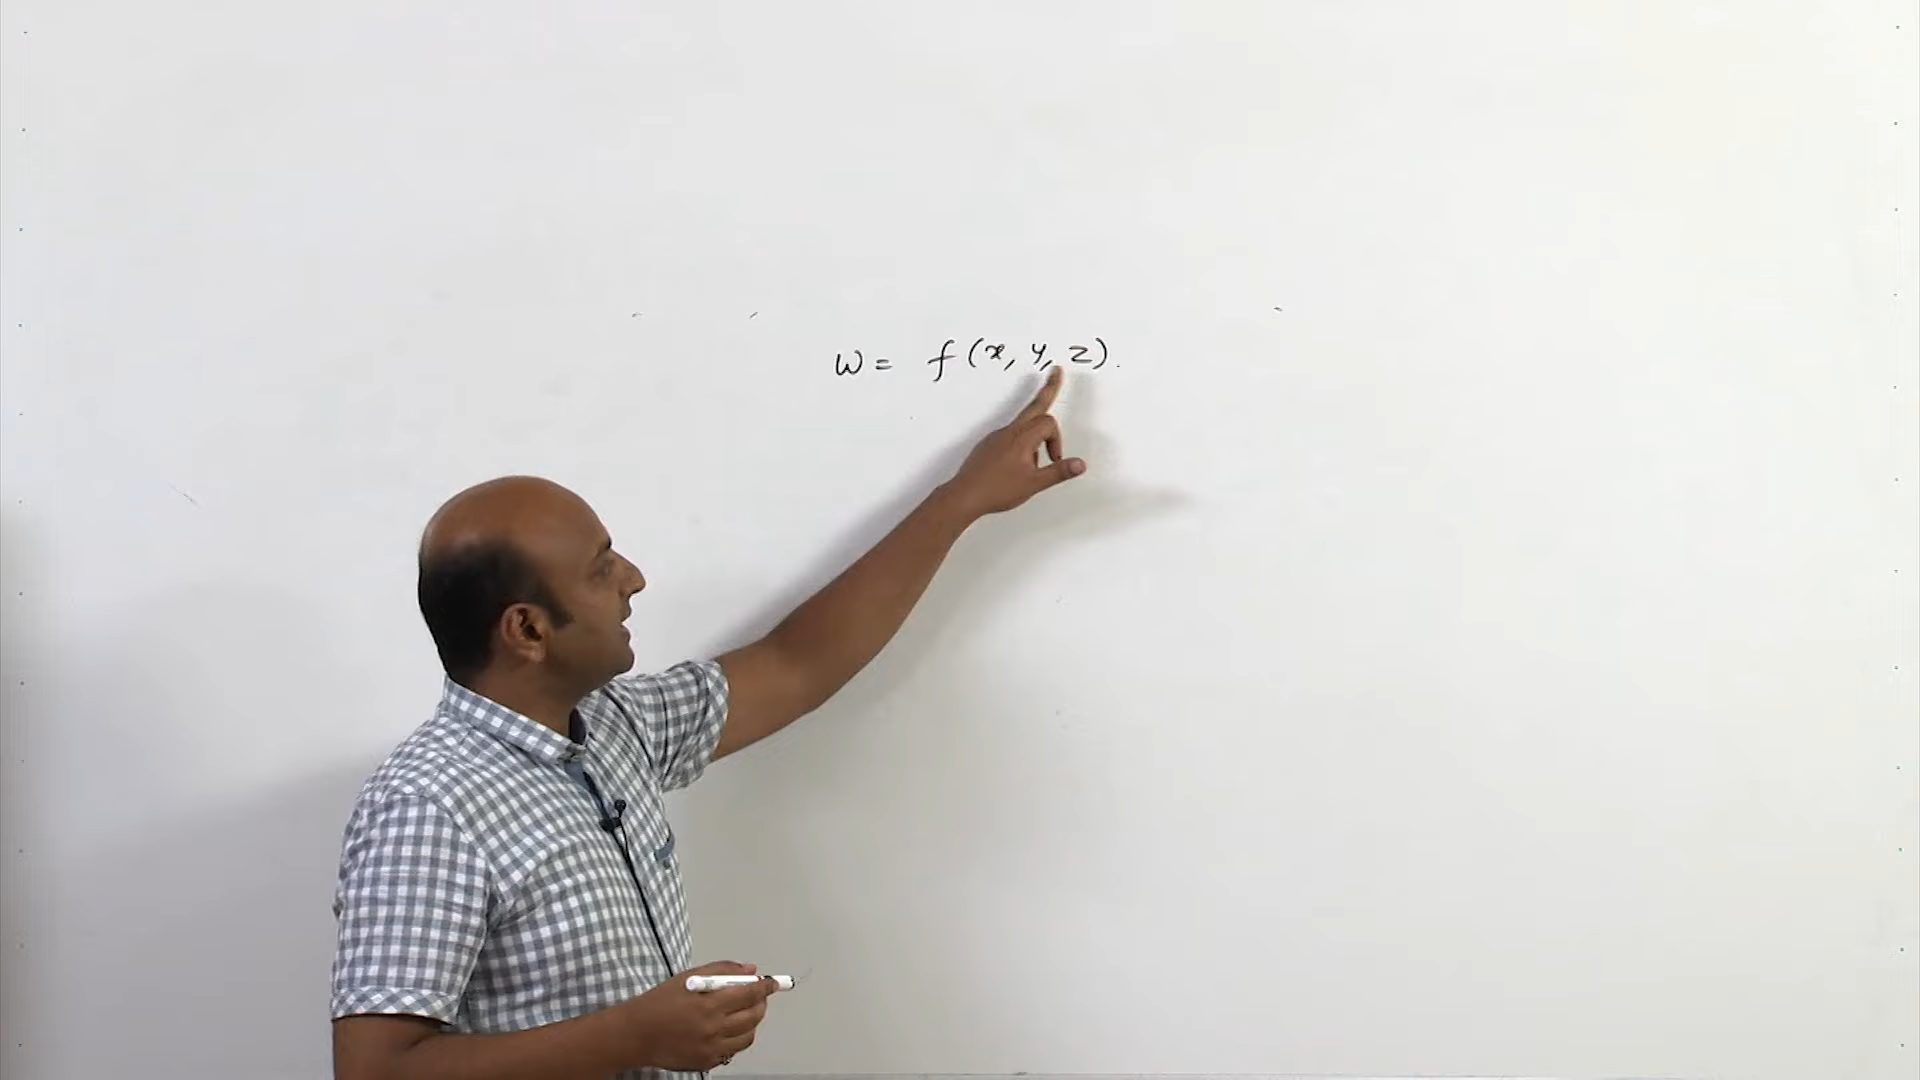 w = f(x, y, z).